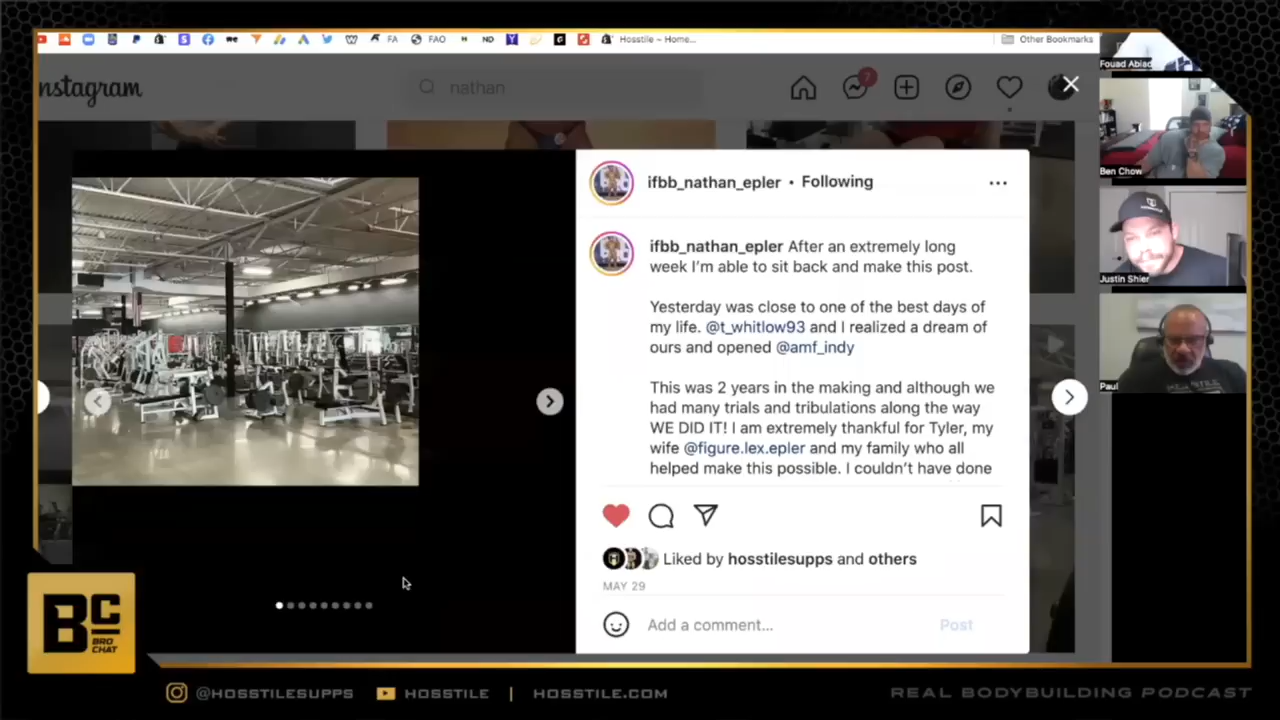 FA
FAO
ND
Hosstile ~ Home...
Other Bookmarks
nstagram
nathan
7
Fouad Abiad
Ben Chow
Justin Shier
Paul
ifbb_nathan_epler • Following
ifbb_nathan_epler After an extremely long
week I'm able to sit back and make this post.
Yesterday was close to one of the best days of
my life. @t_whitlow93 and I realized a dream of
ours and opened @amf_indy
This was 2 years in the making and although we
had many trials and tribulations along the way
WE DID IT! I am extremely thankful for Tyler, my
wife @figure.lex.epler and my family who all
helped make this possible. I couldn't have done
Liked by hosstilesupps and others
MAY 29
Add a comment...
Post
BC
BRO
CHAT
@HOSSTILESUPPS
HOSSTILE | HOSSTILE.COM
REAL BODYBUILDING PODCAST